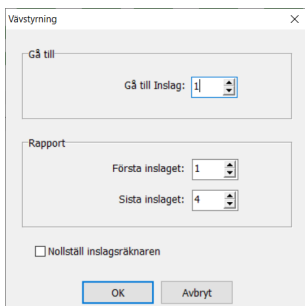 Vävstyrning
Gå till
Gå till Inslag: 1
Rapport
Första inslaget: 1
Sista inslaget: 4
Nollställ inslagsräknaren
OK Avbryt